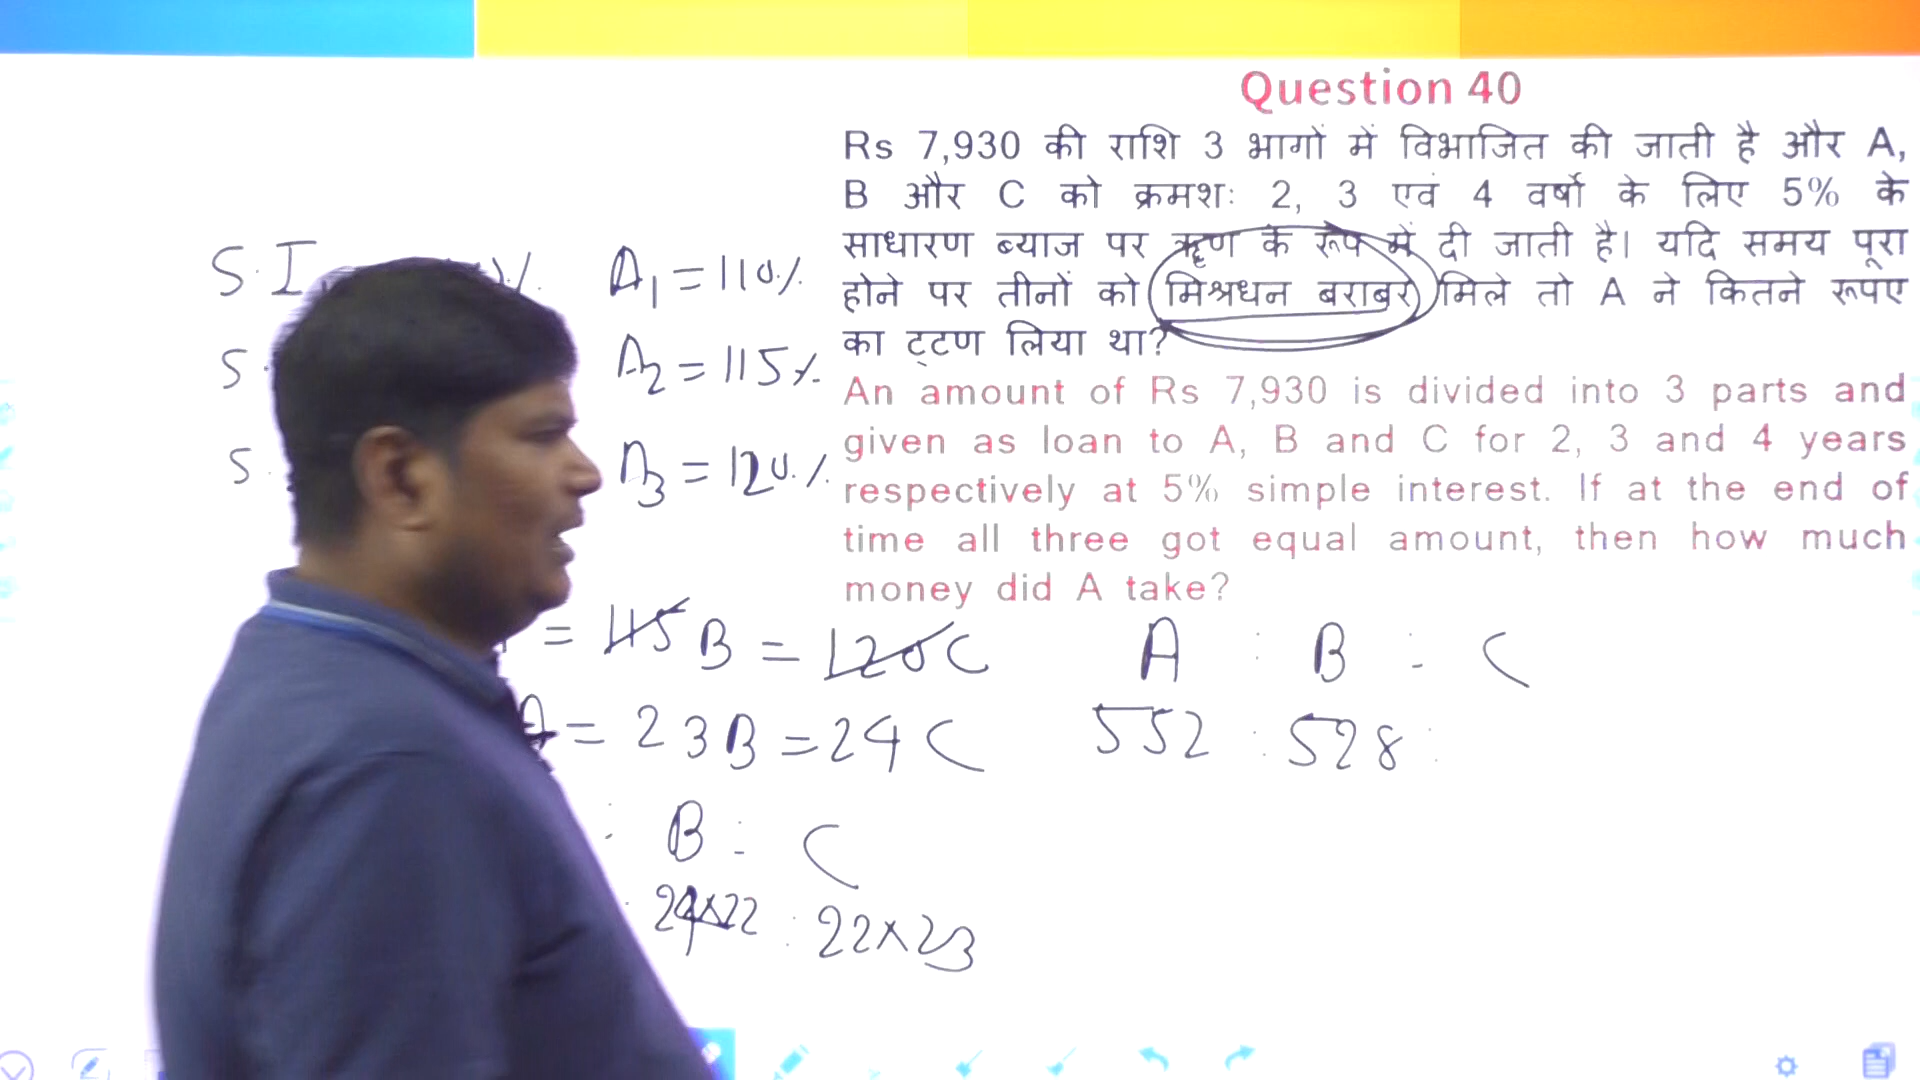 Question 40
Rs 7,930 की राशि 3 भागों में विभाजित की जाती है और A,
B और C को क्रमशः 2, 3 एवं 4 वर्षो के लिए 5% के
साधारण ब्याज पर ऋृण के रूप में दी जाती है। यदि समय पूरा
होने पर तीनों को मिश्रधन बराबर मिले तो A ने कितने रूपए
का ट्टण लिया था?
An amount of Rs 7,930 is divided into 3 parts and
given as loan to A, B and C for 2, 3 and 4 years
respectively at 5% simple interest. If at the end of
time all three got equal amount, then how much
money did A take?
S.I
A1 = 110%
S
A2 = 115%
S
A3 = 120%
= 115 B = 120 C
A = 23 B = 24 C
: B : C
24×22 : 22×23
A : B : C
552 : 528 :